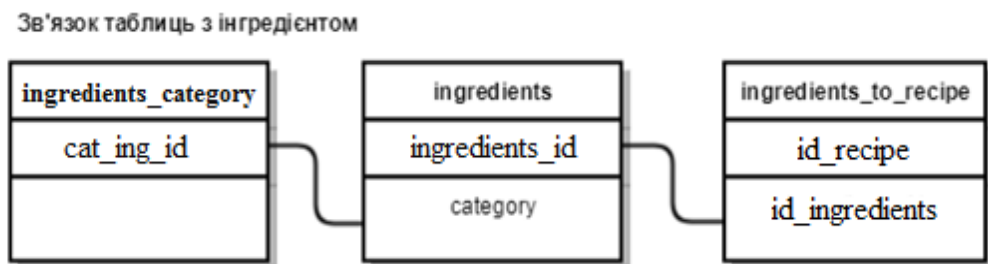 Зв'язок таблиць з інгредієнтом
ingredients_category
cat_ing_id
ingredients
ingredients_id
category
ingredients_to_recipe
id_recipe
id_ingredients